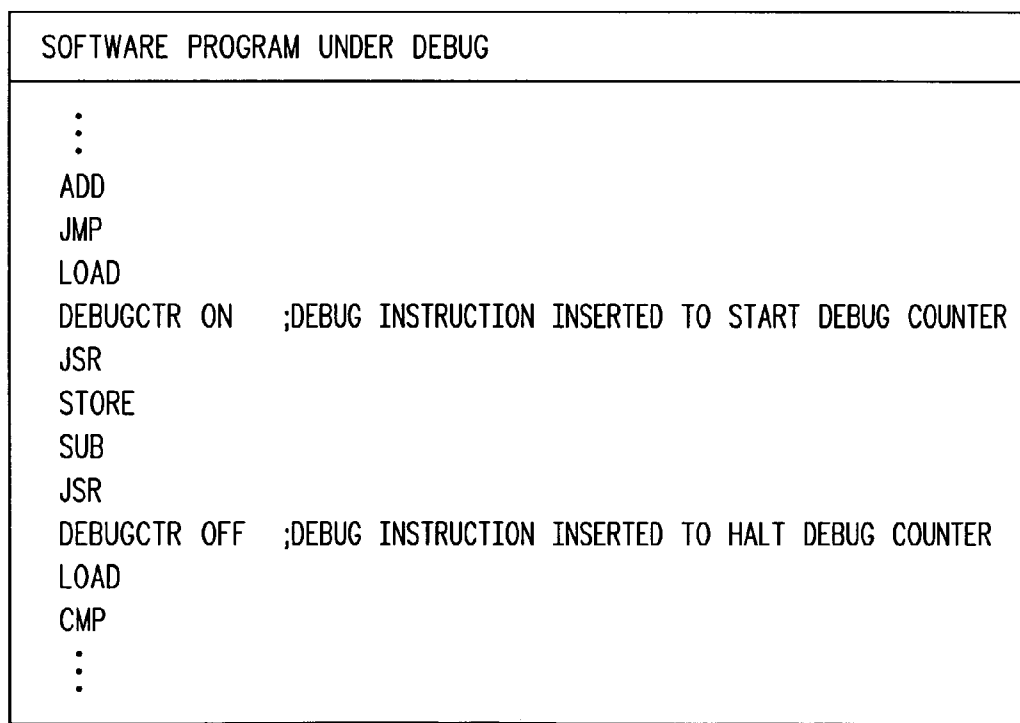 SOFTWARE PROGRAM UNDER DEBUG
ADD
JMP
LOAD
DEBUGCTR ON ;DEBUG INSTRUCTION INSERTED TO START DEBUG COUNTER
JSR
STORE
SUB
JSR
DEBUGCTR OFF ;DEBUG INSTRUCTION INSERTED TO HALT DEBUG COUNTER
LOAD
CMP